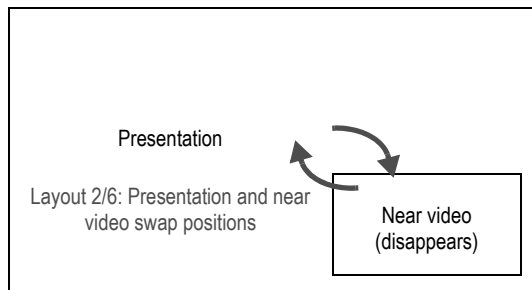 Presentation
Layout 2/6: Presentation and near
video swap positions
Near video
(disappears)